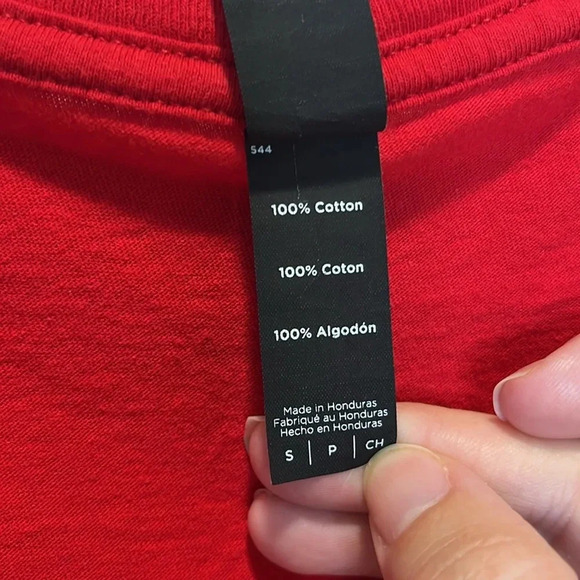 544
100% Cotton
100% Coton
100% Algodón
Made in Honduras
Fabriqué au Honduras
Hecho en Honduras
S | P | CH